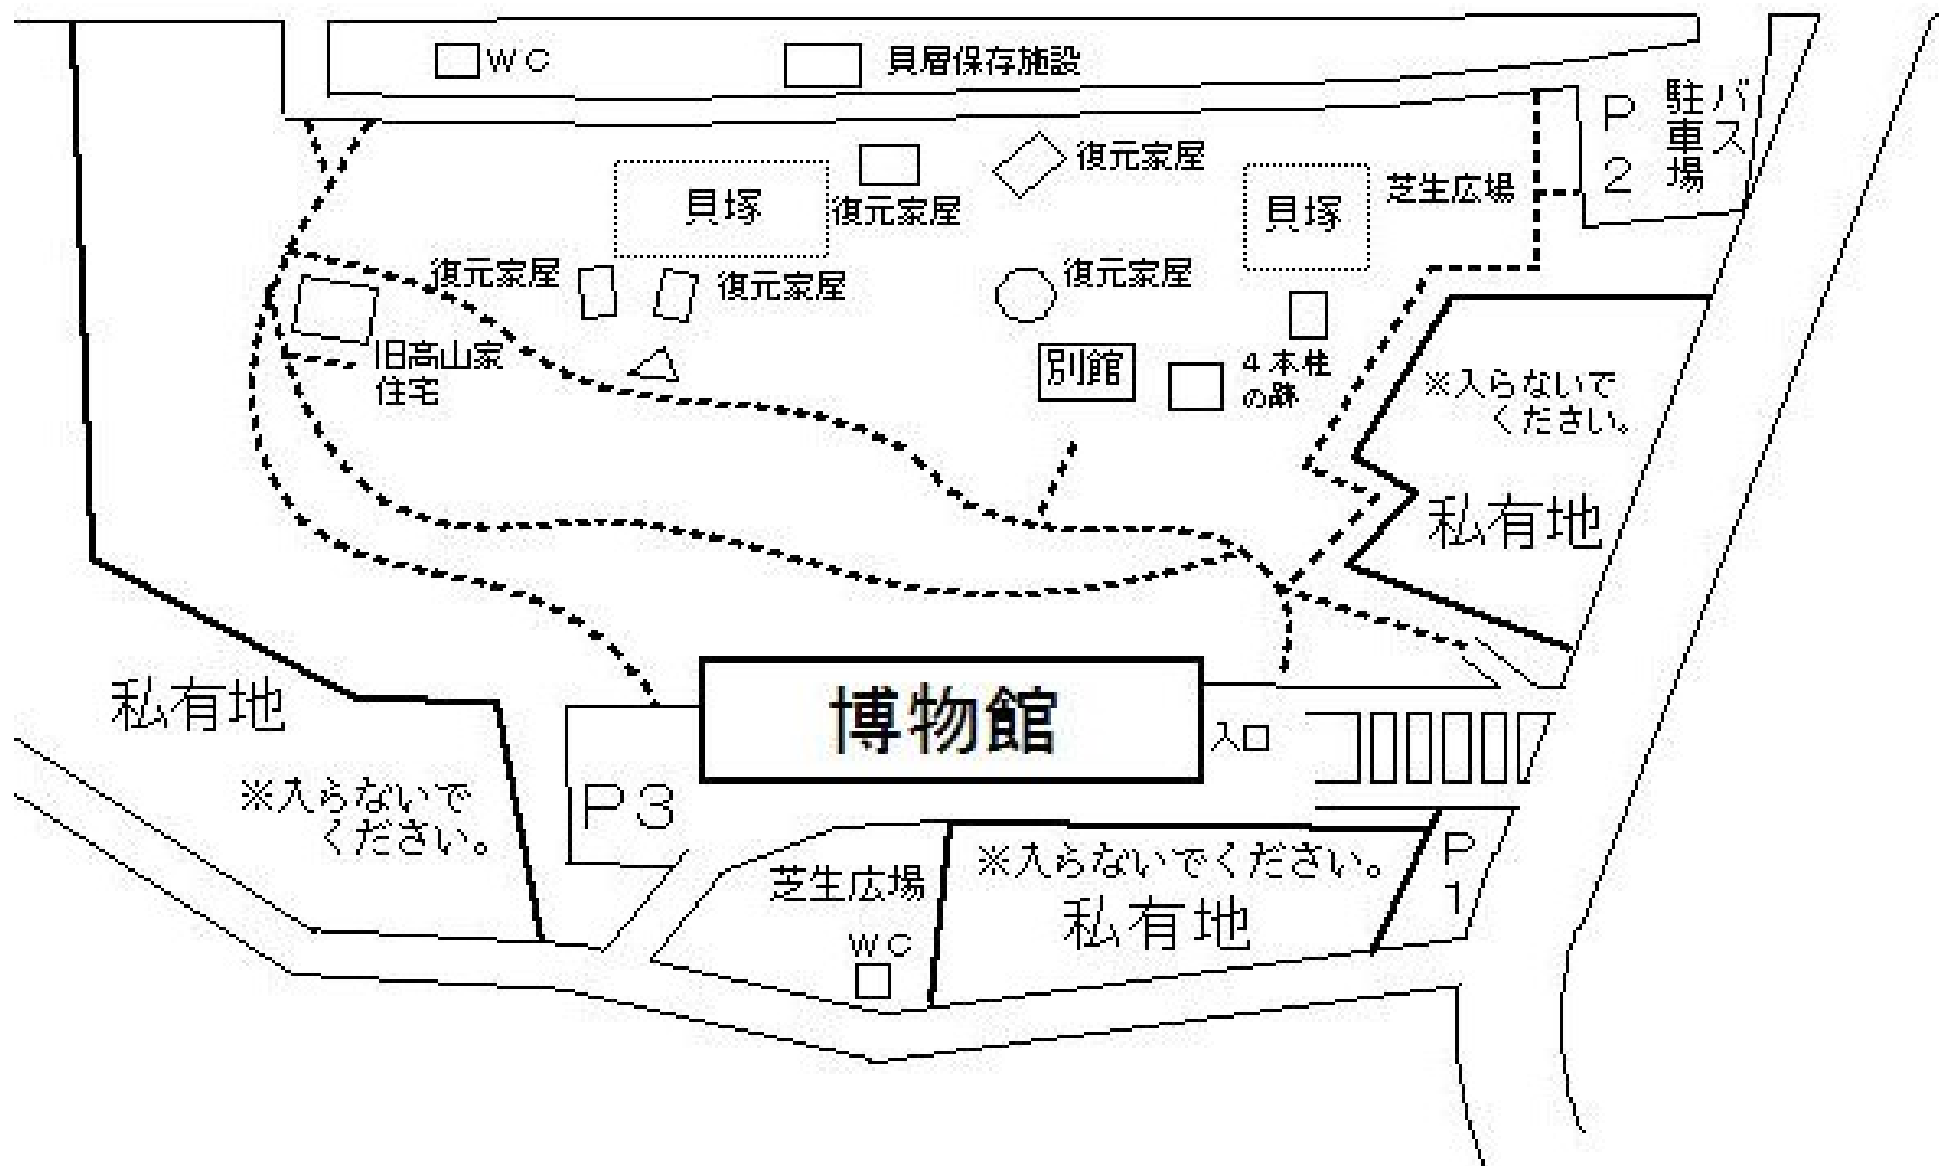 WC
貝層保存施設
バス
駐車場
P2
復元家屋
貝塚
復元家屋
芝生広場
貝塚
復元家屋
復元家屋
復元家屋
旧高山家
住宅
別館
4本柱
の跡
※入らないで
ください。
私有地
私有地
※入らないで
ください。
博物館
入口
P3
芝生広場
WC
※入らないでください。
私有地
P1